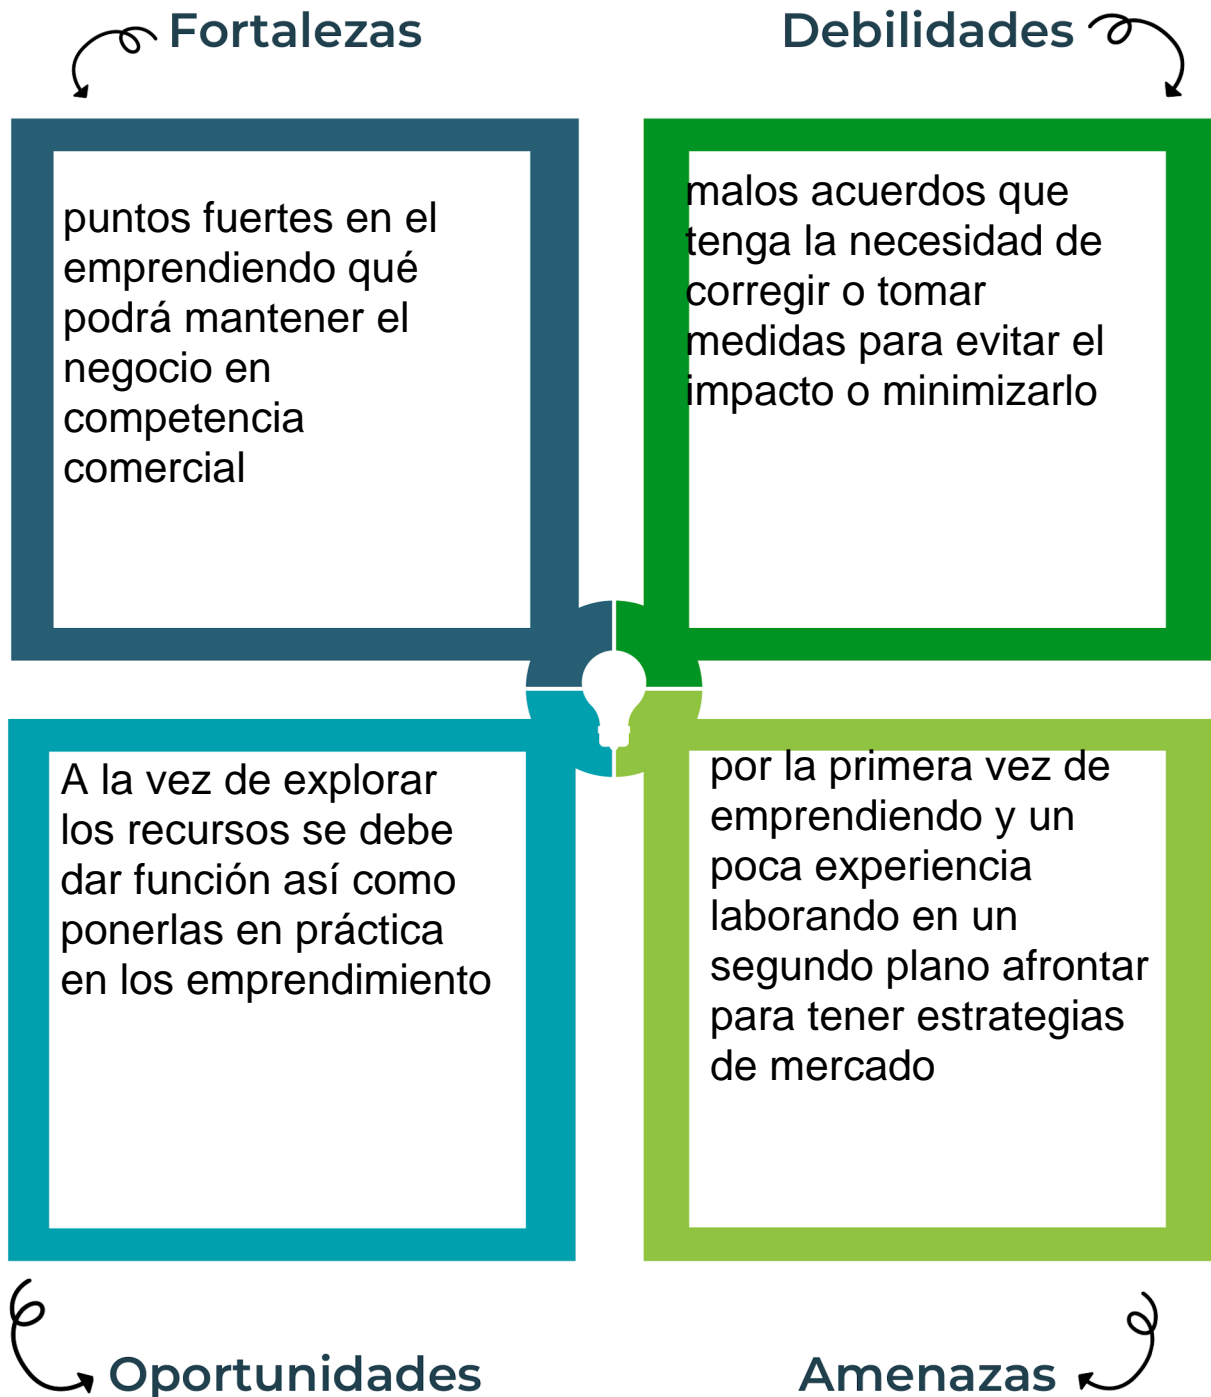 Fortalezas
puntos fuertes en el
emprendiendo qué
podrá mantener el
negocio en
competencia
comercial
Debilidades
malos acuerdos que
tenga la necesidad de
corregir o tomar
medidas para evitar el
impacto o minimizarlo
A la vez de explorar
los recursos se debe
dar función así como
ponerlas en práctica
en los emprendimiento
Oportunidades
por la primera vez de
emprendiendo y un
poca experiencia
laborando en un
segundo plano afrontar
para tener estrategias
de mercado
Amenazas